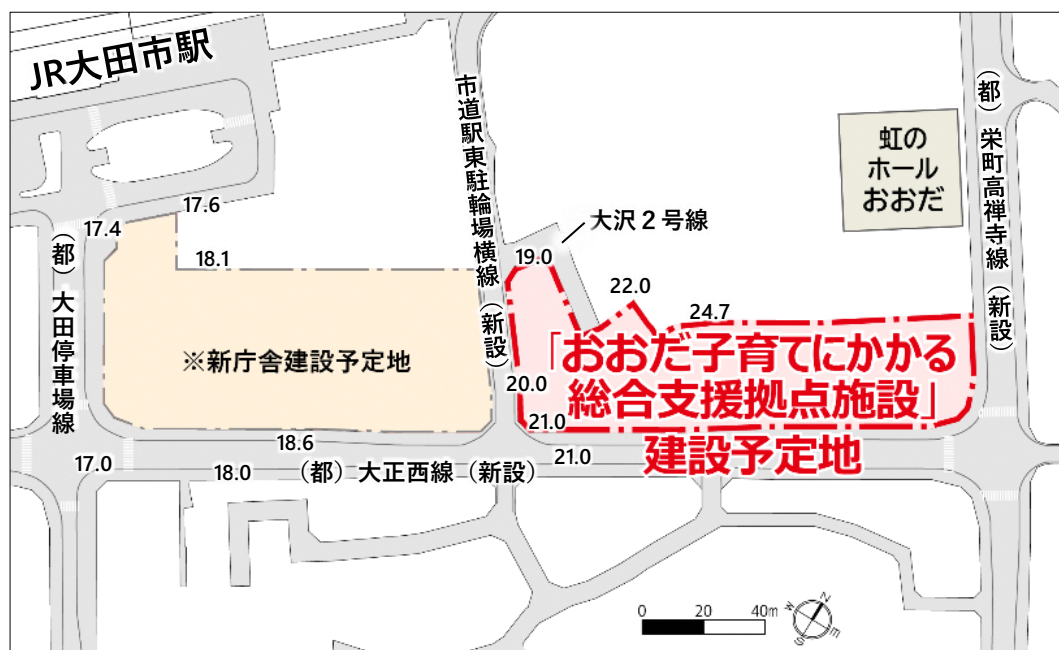 JR大田市駅
市道駅東駐輪場横線（新設）
（都）栄町高禅寺線（新設）
虹の
ホール
おおだ
17.6
17.4
大沢２号線
（都）大田停車場線
18.1
19.0
22.0
24.7
※新庁舎建設予定地
「おおだ子育てにかかる
総合支援拠点施設」
建設予定地
20.0
21.0
18.6
21.0
17.0
18.0
（都）大正西線（新設）
0 20 40m
N
W
E
S